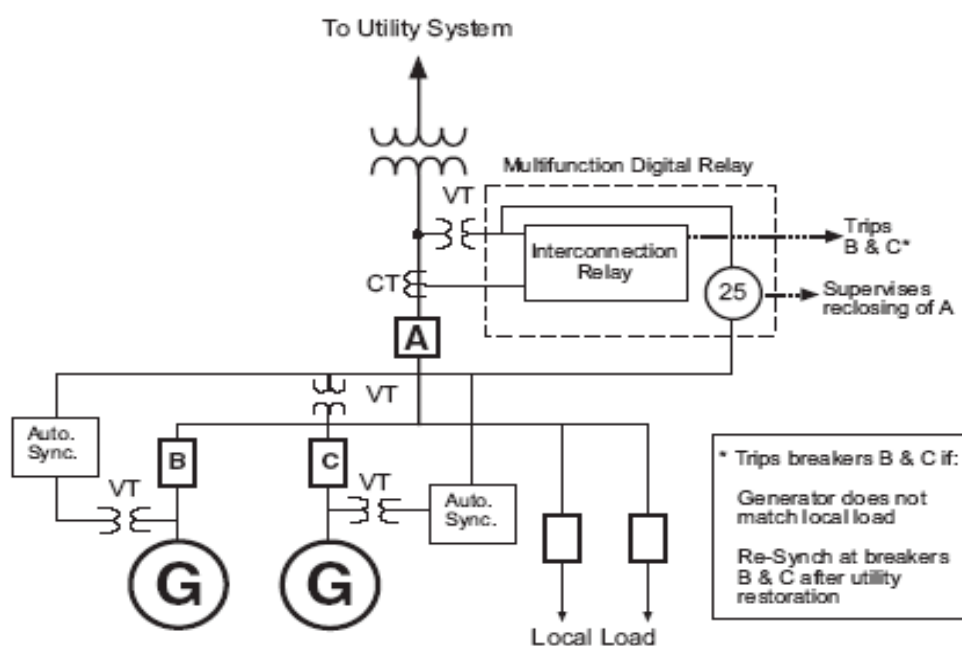 To Utility System
Multifunction Digital Relay
VT
Interconnection
Relay
Trips
B & C*
CT
25
Supervises
reclosing of A
A
VT
Auto.
Sync.
B
C
VT
VT
Auto.
Sync.
G
G
Local Load
* Trips breakers B & C if:
Generator does not
match local load
Re-Synch at breakers
B & C after utility
restoration